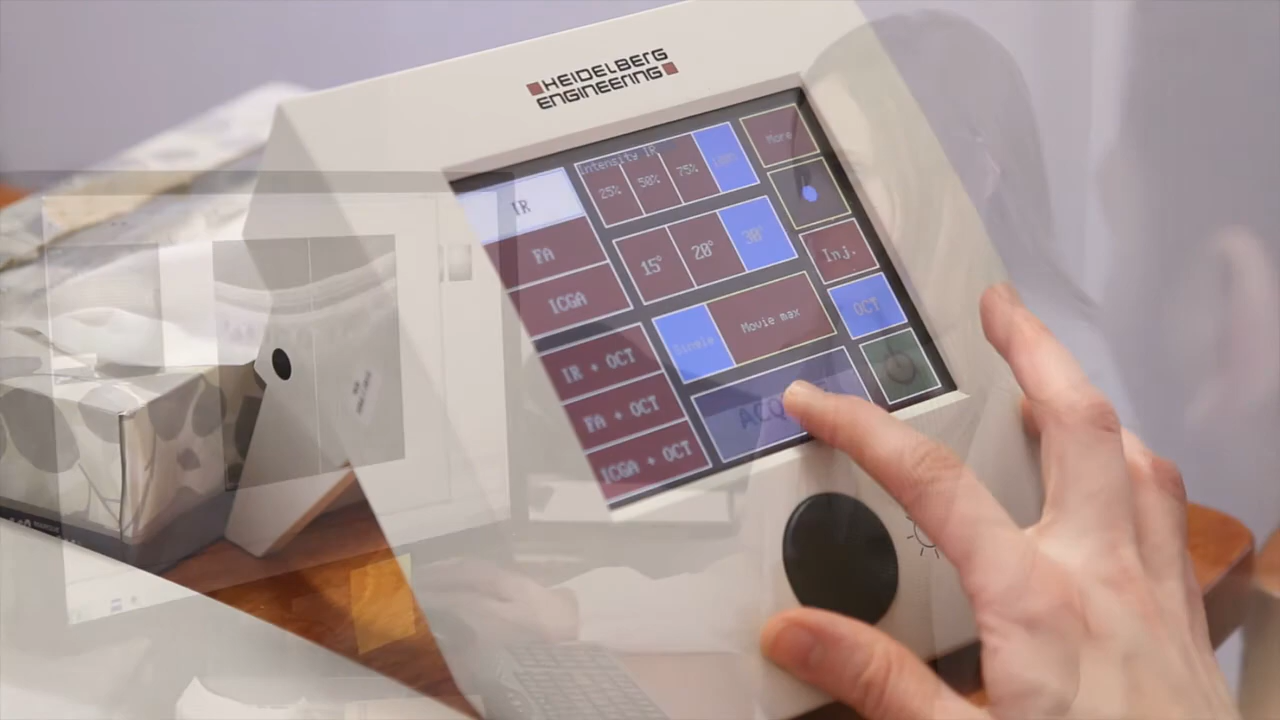 HEIDELBERG
ENGINEERING
Intensity IR
25% 50% 75% 100%
More
IR
FA
ICGA
15° 20° 30°
Inj.
Single
Movie max
OCT
IR + OCT
FA + OCT
ICGA + OCT